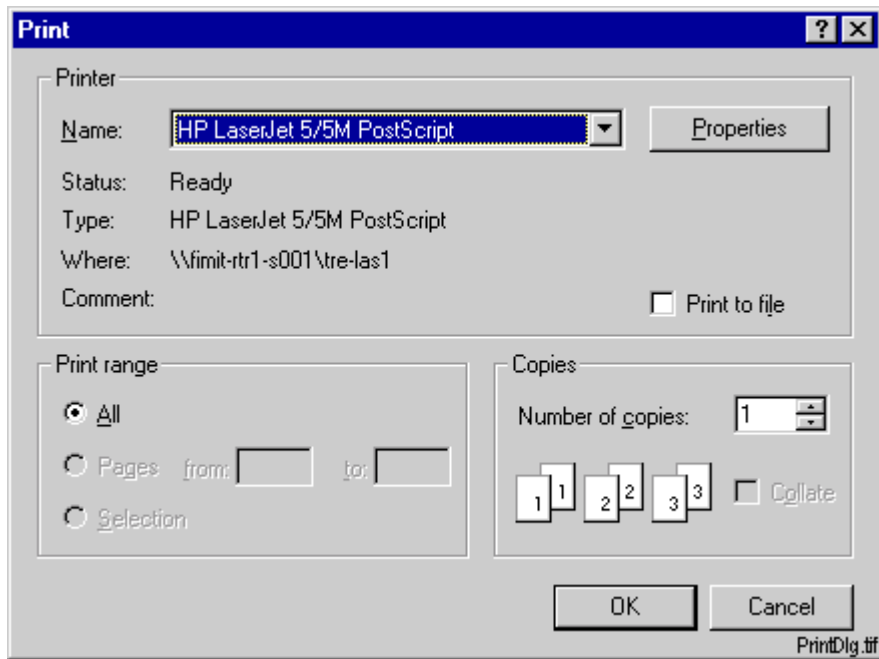 Print
Printer
Name: HP LaserJet 5/5M PostScript Properties
Status: Ready
Type: HP LaserJet 5/5M PostScript
Where: \\fimit-rtr1-s001\tre-las1
Comment: Print to file
Print range
All
Pages from: to:
Selection
Copies
Number of copies: 1
1 1 2 2 3 3 Collate
OK Cancel
PrintDlg.tif